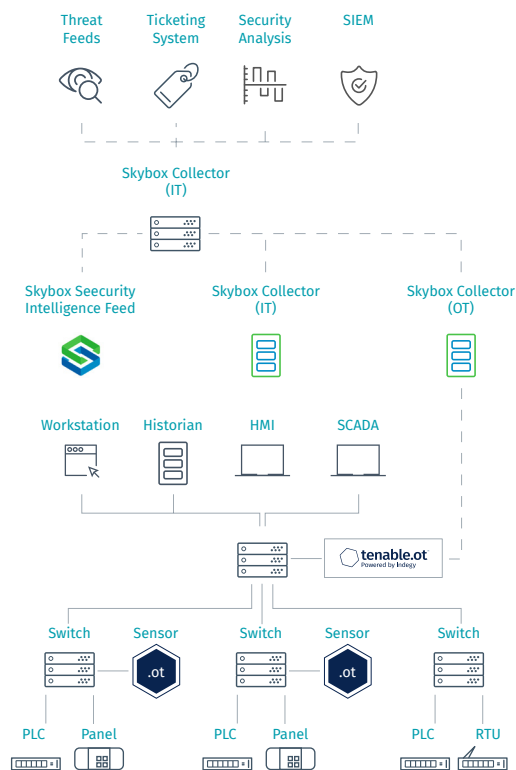 Threat
Feeds
Ticketing
System
Security
Analysis
SIEM
Skybox Collector
(IT)
Skybox Seecurity
Intelligence Feed
Skybox Collector
(IT)
Skybox Collector
(OT)
Workstation
Historian
HMI
SCADA
tenable.ot
Powered by Indegy
Switch
Sensor
Switch
Sensor
Switch
.ot
.ot
PLC
Panel
PLC
Panel
PLC
RTU